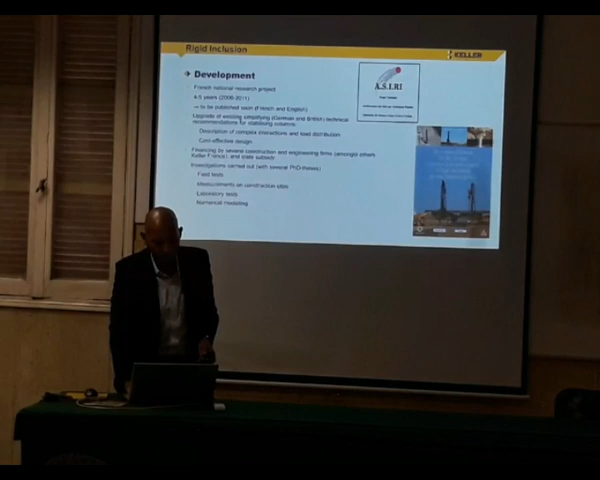 Rigid Inclusion
KELLER
Development
French national research project
4-5 years (2006-2011)
→ to be published soon (French and English)
Upgrade of existing simplifying (German and British) technical
recommendations for stabilising columns
Description of complex interactions and load distribution
Cost effective design
Financing by several construction and engineering firms (amongst others
Keller France) and state subsidy
Investigations carried out (with several PhD-theses)
Field tests
Measurements on construction sites
Laboratory tests
Numerical modelling
A.S.I.RI